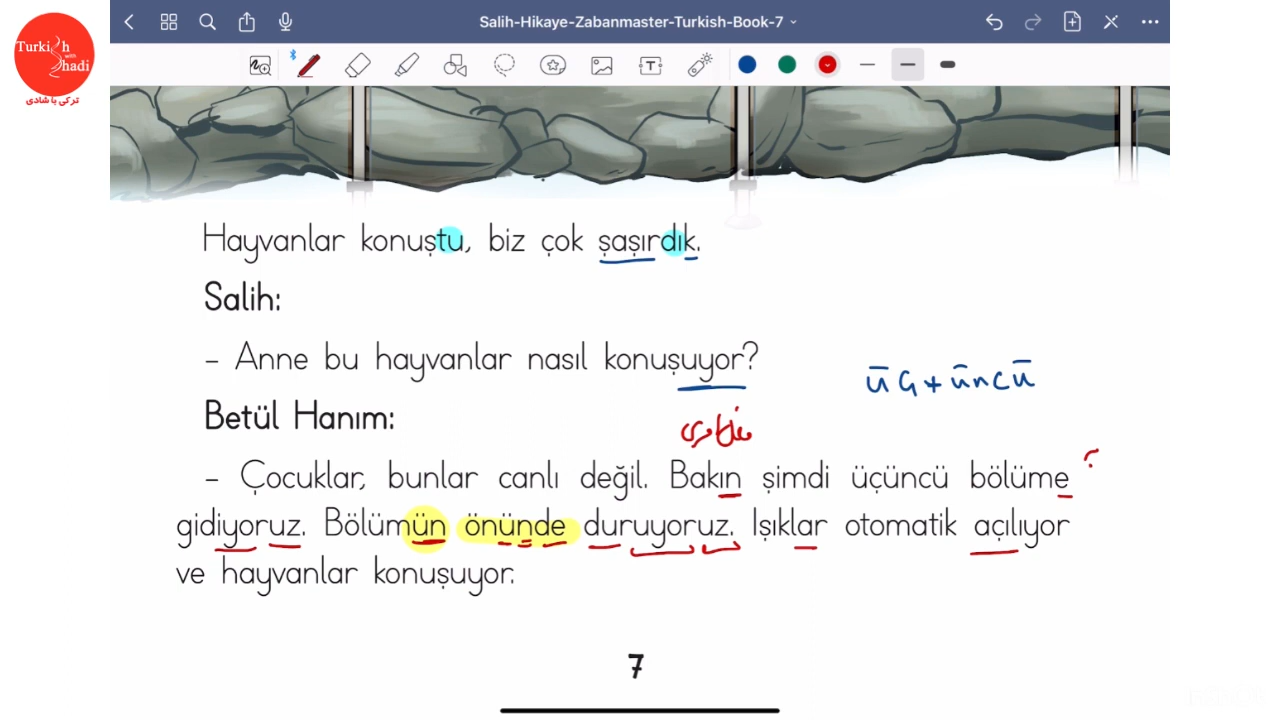 Salih-Hikaye-Zabanmaster-Turkish-Book-7
Turkish
with
Shadi
ترکی با شادی
T
Hayvanlar konuştu, biz çok şaşırdık.
Salih:
– Anne bu hayvanlar nasıl konuşuyor?
üç+üncü
Betül Hanım:
– Çocuklar, bunlar canlı değil. Bakın şimdi üçüncü bölüme ?
gidiyoruz. Bölümün önünde duruyoruz. Işıklar otomatik açılıyor
ve hayvanlar konuşuyor.
7